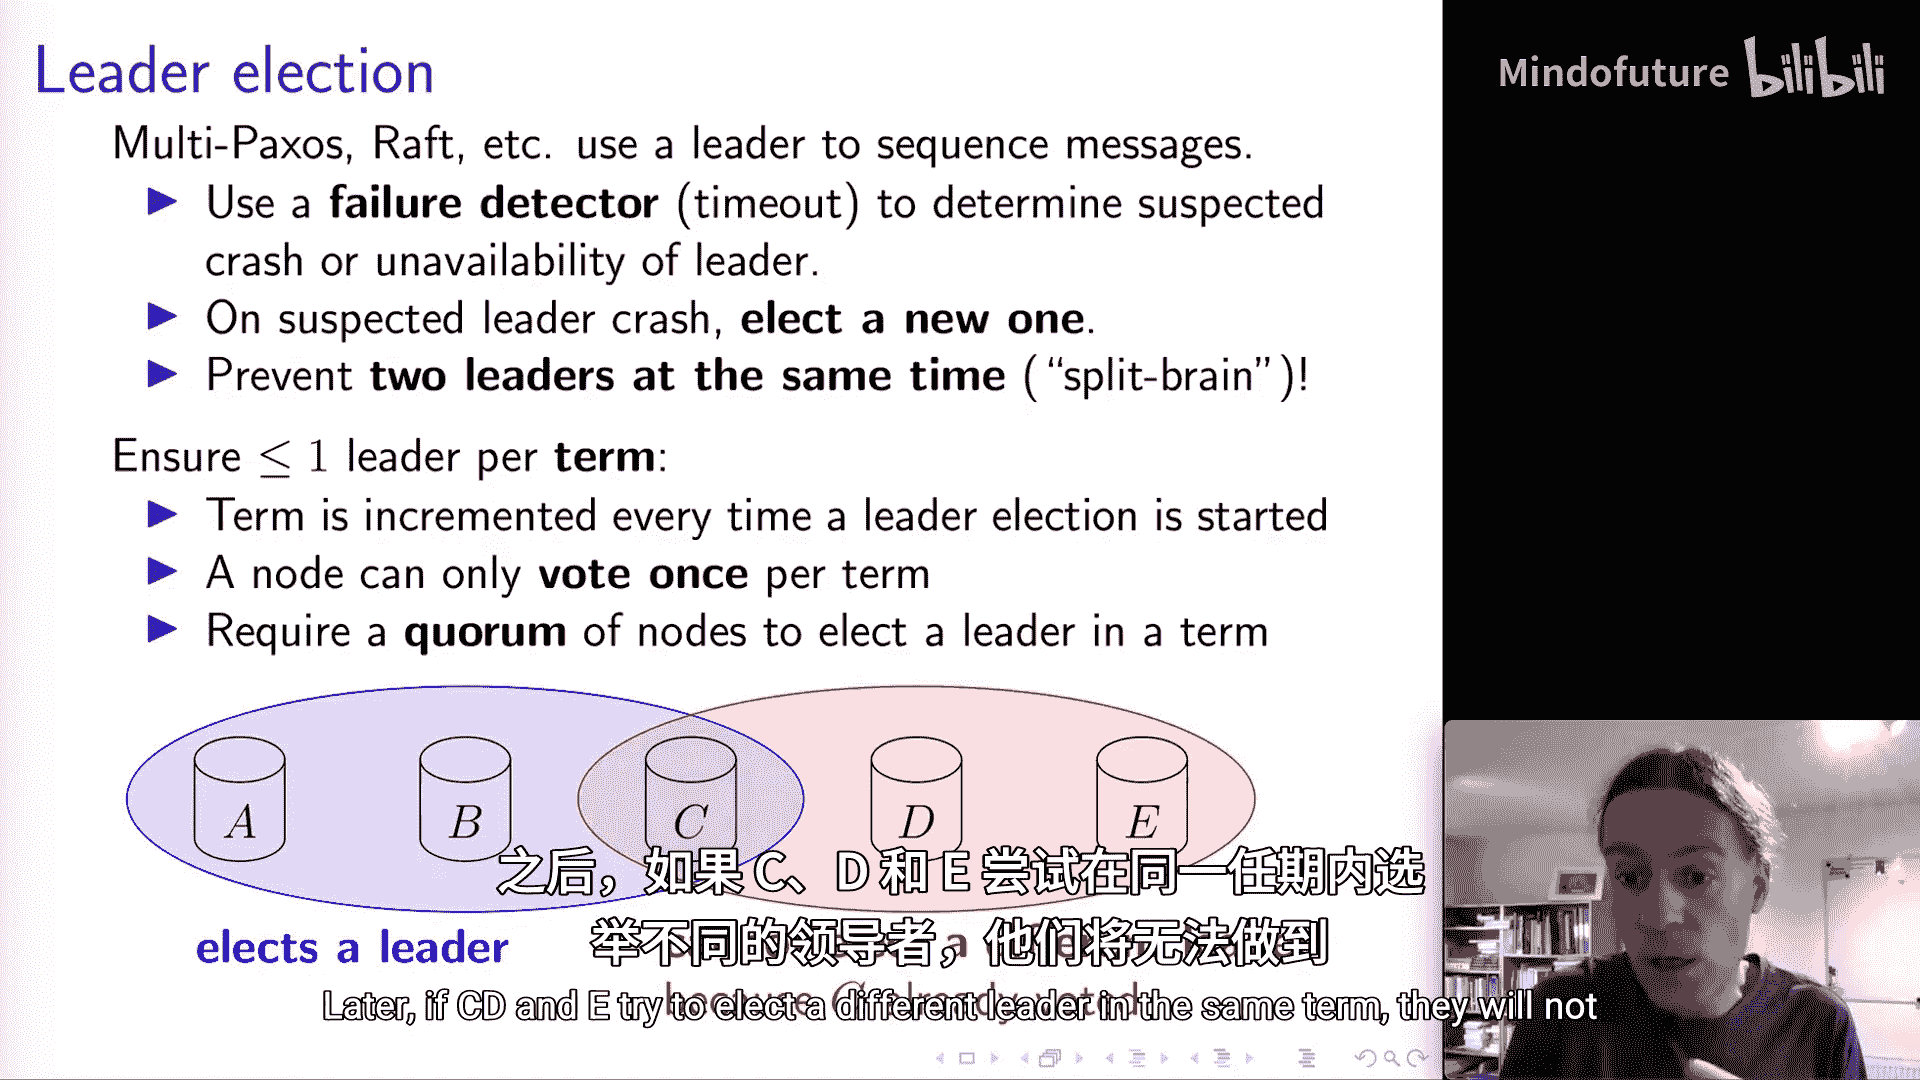 Leader election
Multi-Paxos, Raft, etc. use a leader to sequence messages.
Use a failure detector (timeout) to determine suspected
crash or unavailability of leader.
On suspected leader crash, elect a new one.
Prevent two leaders at the same time (“split-brain”)!
Ensure ≤ 1 leader per term:
Term is incremented every time a leader election is started
A node can only vote once per term
Require a quorum of nodes to elect a leader in a term
A B C D E
elects a leader
because C already voted
之后，如果 C、D 和 E 尝试在同一任期内选
举不同的领导者，他们将无法做到
Later, if CD and E try to elect a different leader in the same term, they will not
Mindofuture bilibili